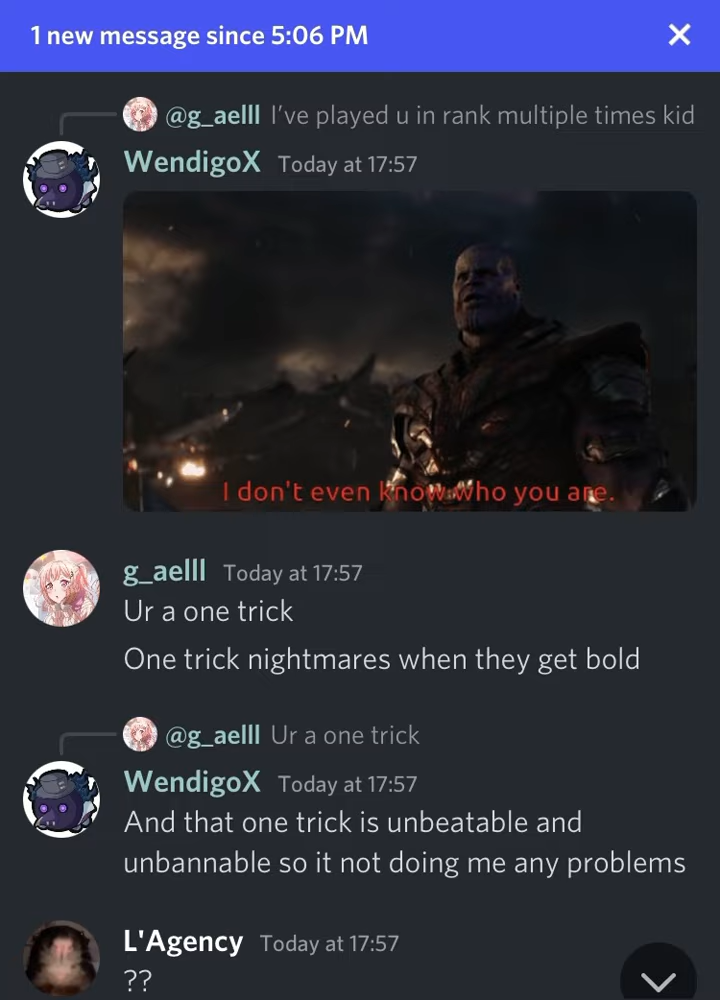 1 new message since 5:06 PM
@g_aelll I've played u in rank multiple times kid
WendigoX Today at 17:57
I don't even know who you are.
g_aelll Today at 17:57
Ur a one trick
One trick nightmares when they get bold
@g_aelll Ur a one trick
WendigoX Today at 17:57
And that one trick is unbeatable and
unbannable so it not doing me any problems
L'Agency Today at 17:57
??